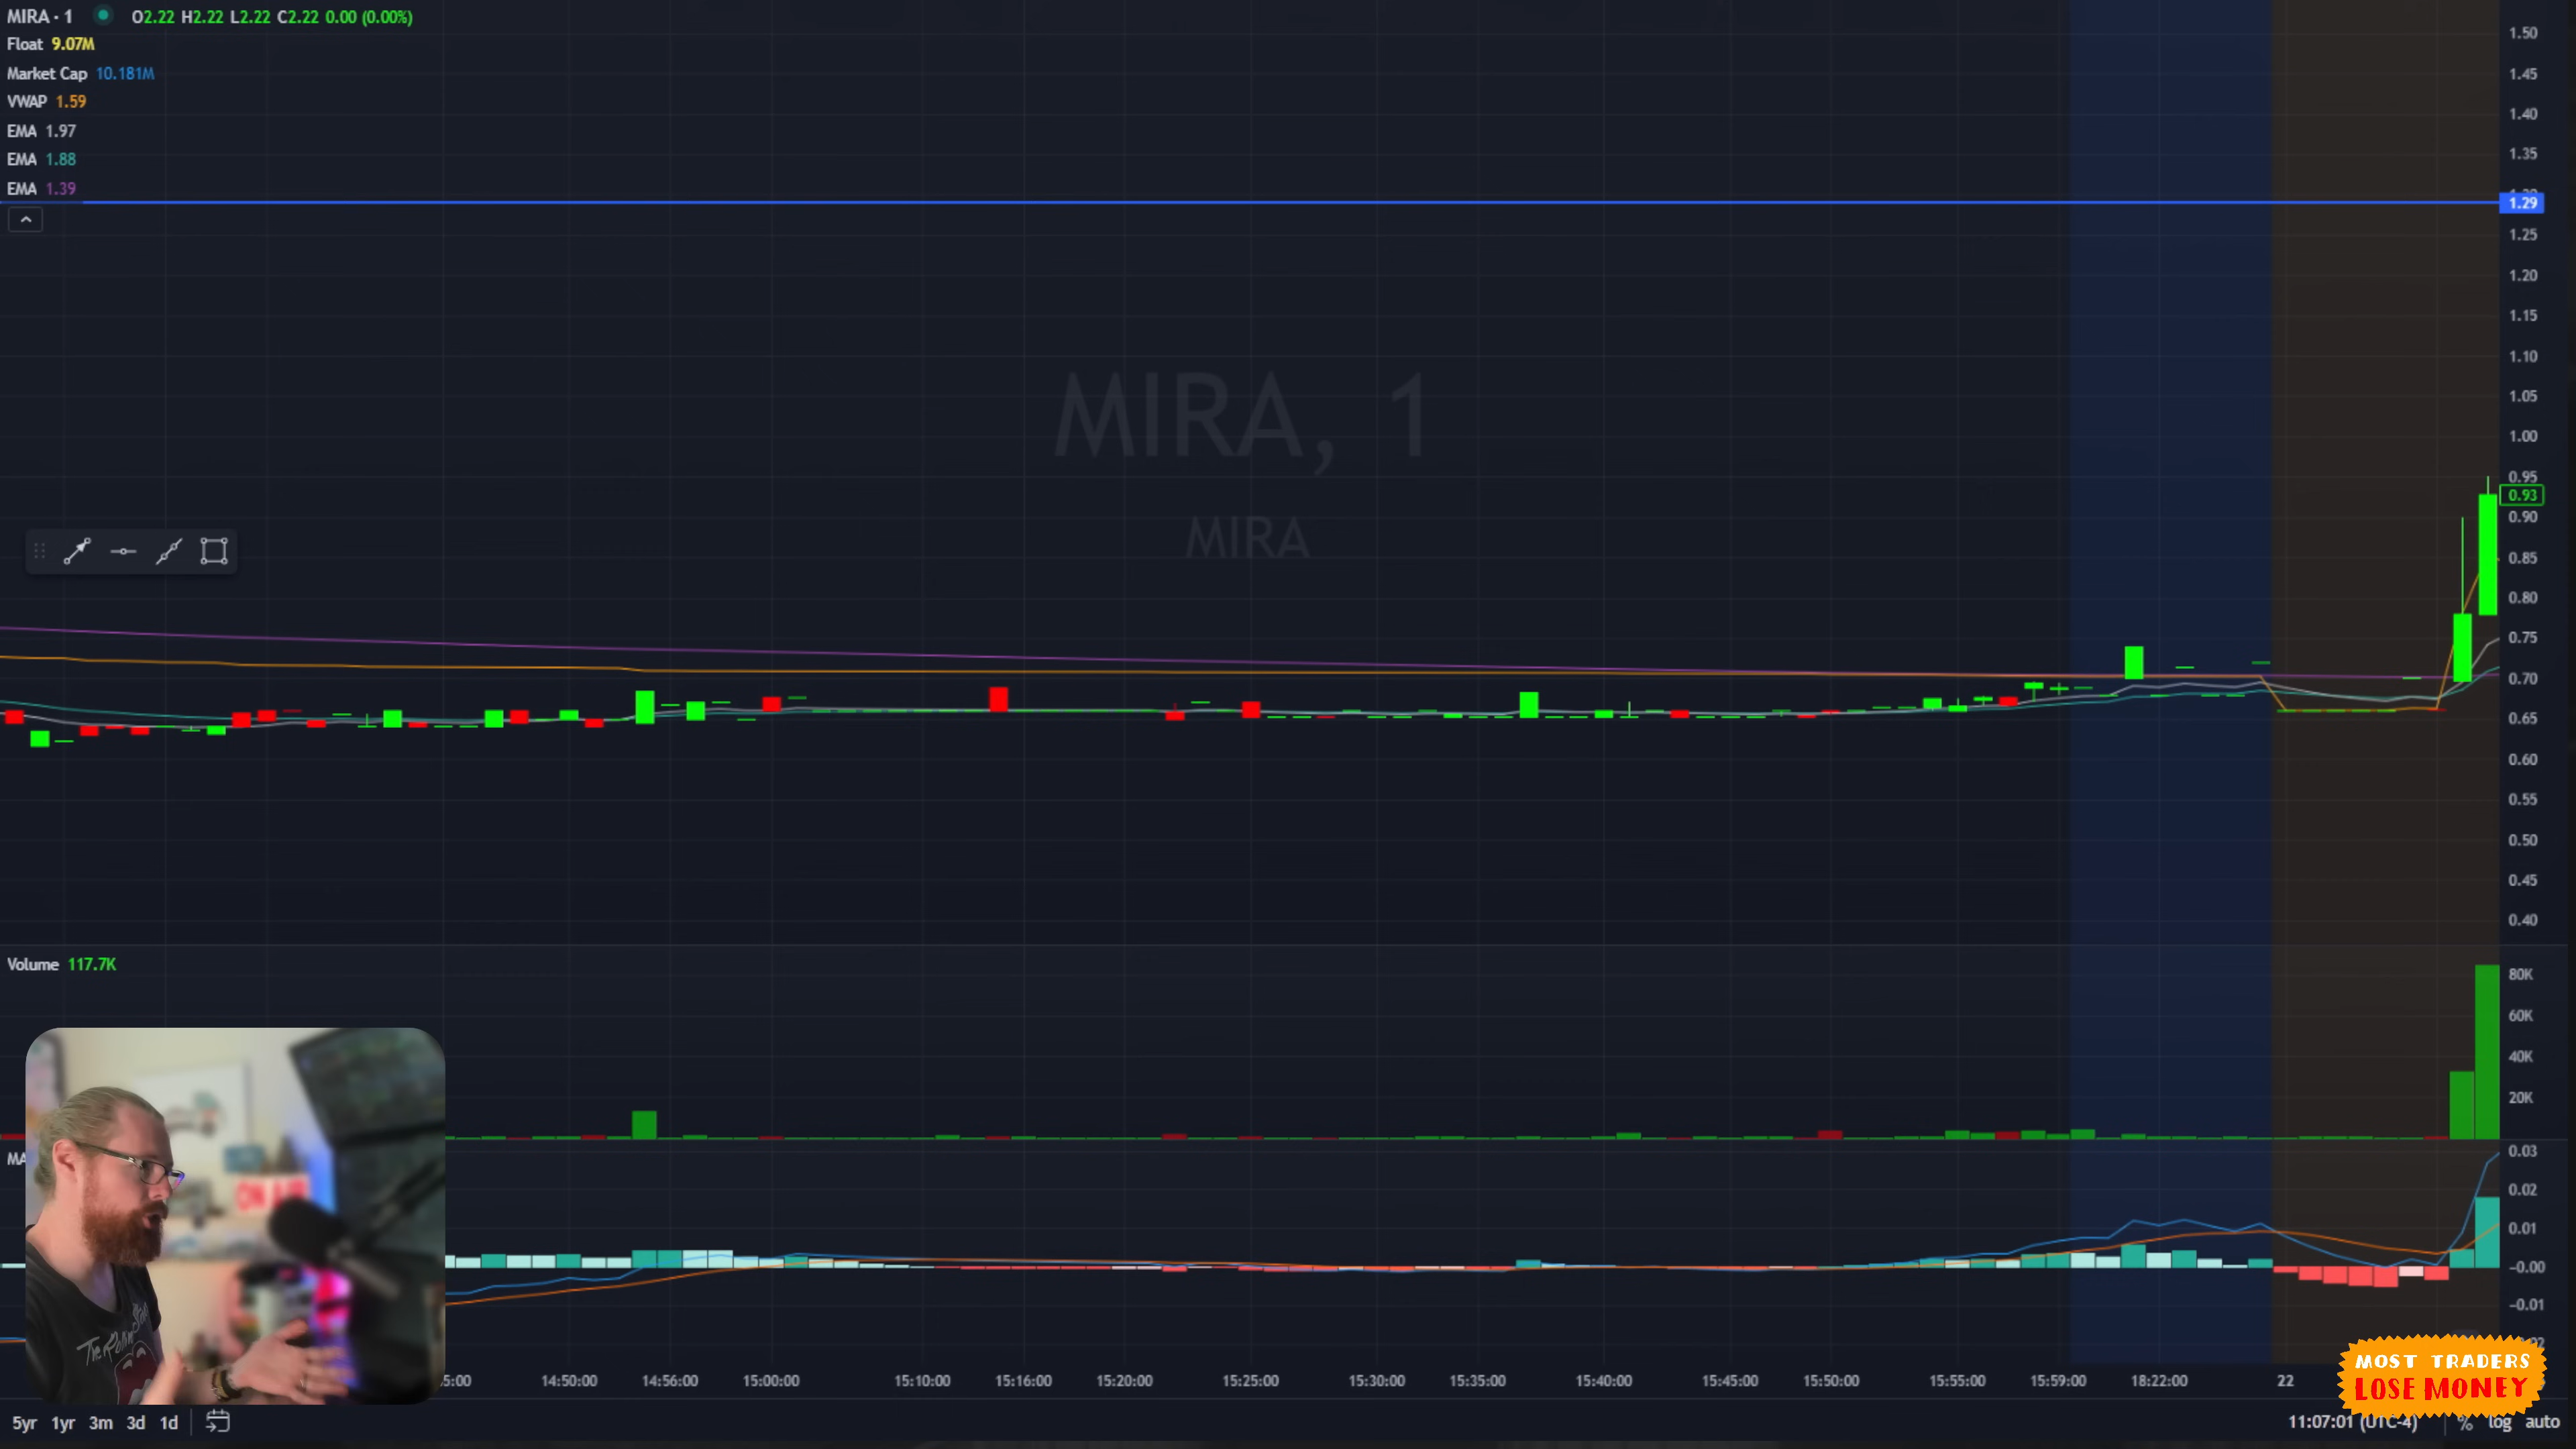 MIRA · 1 O2.22 H2.22 L2.22 C2.22 0.00 (0.00%)
Float 9.07M
Market Cap 10.181M
VWAP 1.59
EMA 1.97
EMA 1.88
EMA 1.39
MIRA, 1
MIRA
1.50
1.45
1.40
1.35
1.29
1.25
1.20
1.15
1.10
1.05
1.00
0.95
0.93
0.90
0.85
0.80
0.75
0.70
0.65
0.60
0.55
0.50
0.45
0.40
Volume 117.7K
80K
60K
40K
20K
MA
0.03
0.02
0.01
-0.00
-0.01
ON AIR
5:00 14:50:00 14:56:00 15:00:00 15:10:00 15:16:00 15:20:00 15:25:00 15:30:00 15:35:00 15:40:00 15:45:00 15:50:00 15:55:00 15:59:00 18:22:00 22
MOST TRADERS
LOSE MONEY
5yr 1yr 3m 3d 1d 11:07:01 (UTC-4) % log auto